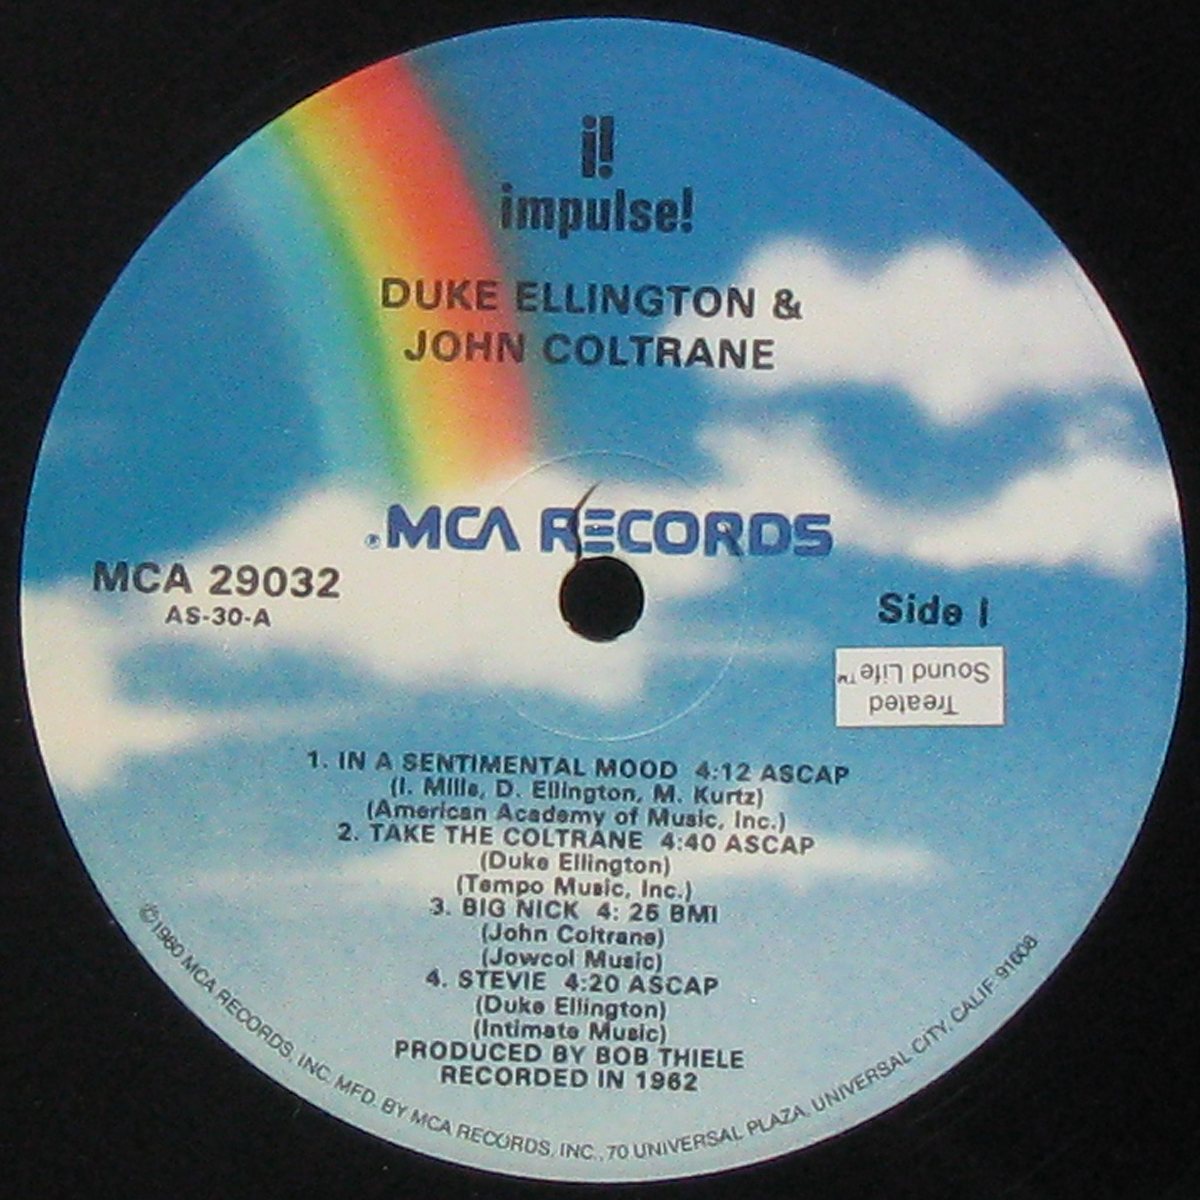 i!
impulse!
DUKE ELLINGTON &
JOHN COLTRANE
® MCA RECORDS
MCA 29032
AS-30-A
Side I
Treated
Sound Life™
1. IN A SENTIMENTAL MOOD 4:12 ASCAP
(I. Mills, D. Ellington, M. Kurtz)
(American Academy of Music, Inc.)
2. TAKE THE COLTRANE 4:40 ASCAP
(Duke Ellington)
(Tempo Music, Inc.)
3. BIG NICK 4: 25 BMI
(John Coltrane)
(Jowcol Music)
4. STEVIE 4:20 ASCAP
(Duke Ellington)
(Intimate Music)
PRODUCED BY BOB THIELE
RECORDED IN 1962
©1980 MCA RECORDS, INC. MFD. BY MCA RECORDS, INC., 70 UNIVERSAL PLAZA, UNIVERSAL CITY, CALIF. 91608